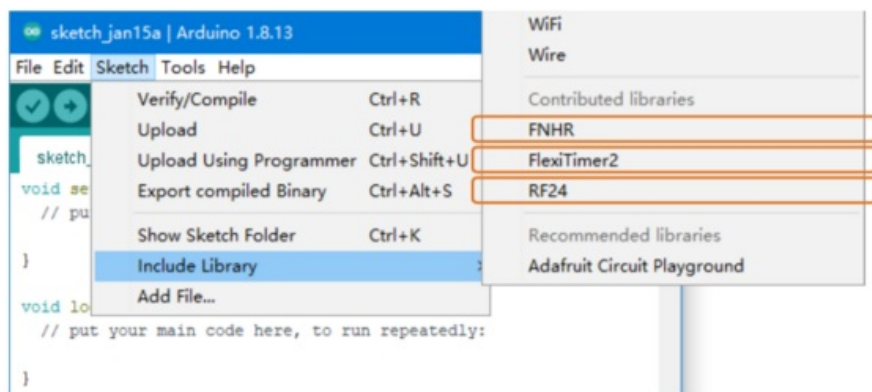 sketch_jan15a | Arduino 1.8.13
File Edit Sketch Tools Help
Verify/Compile Ctrl+R
Upload Ctrl+U
Upload Using Programmer Ctrl+Shift+U
Export compiled Binary Ctrl+Alt+S
Show Sketch Folder Ctrl+K
Include Library
Add File...
WiFi
Wire
Contributed libraries
FNHR
FlexiTimer2
RF24
Recommended libraries
Adafruit Circuit Playground
sketch_
void se
// pu
}
void lo
// put your main code here, to run repeatedly:
}